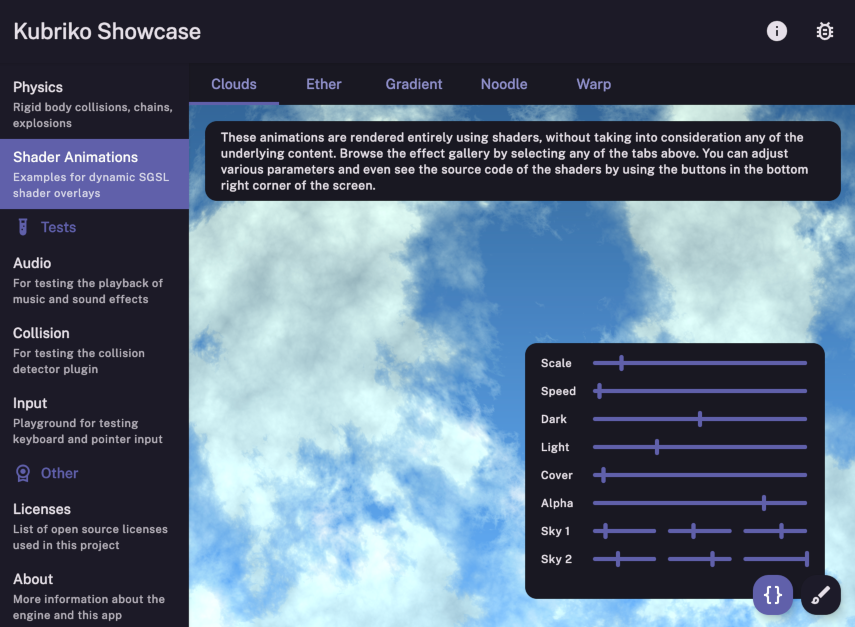 Kubriko Showcase
Physics
Rigid body collisions, chains,
explosions
Shader Animations
Examples for dynamic SGSL
shader overlays
Tests
Audio
For testing the playback of
music and sound effects
Collision
For testing the collision
detector plugin
Input
Playground for testing
keyboard and pointer input
Other
Licenses
List of open source licenses
used in this project
About
More information about the
engine and this app
Clouds Ether Gradient Noodle Warp
These animations are rendered entirely using shaders, without taking into consideration any of the
underlying content. Browse the effect gallery by selecting any of the tabs above. You can adjust
various parameters and even see the source code of the shaders by using the buttons in the bottom
right corner of the screen.
Scale
Speed
Dark
Light
Cover
Alpha
Sky 1
Sky 2
{}